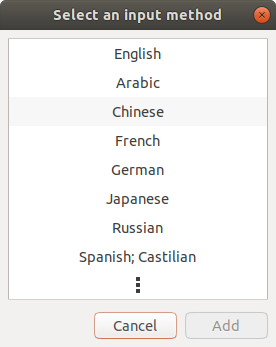 Select an input method
English
Arabic
Chinese
French
German
Japanese
Russian
Spanish; Castilian
Cancel
Add